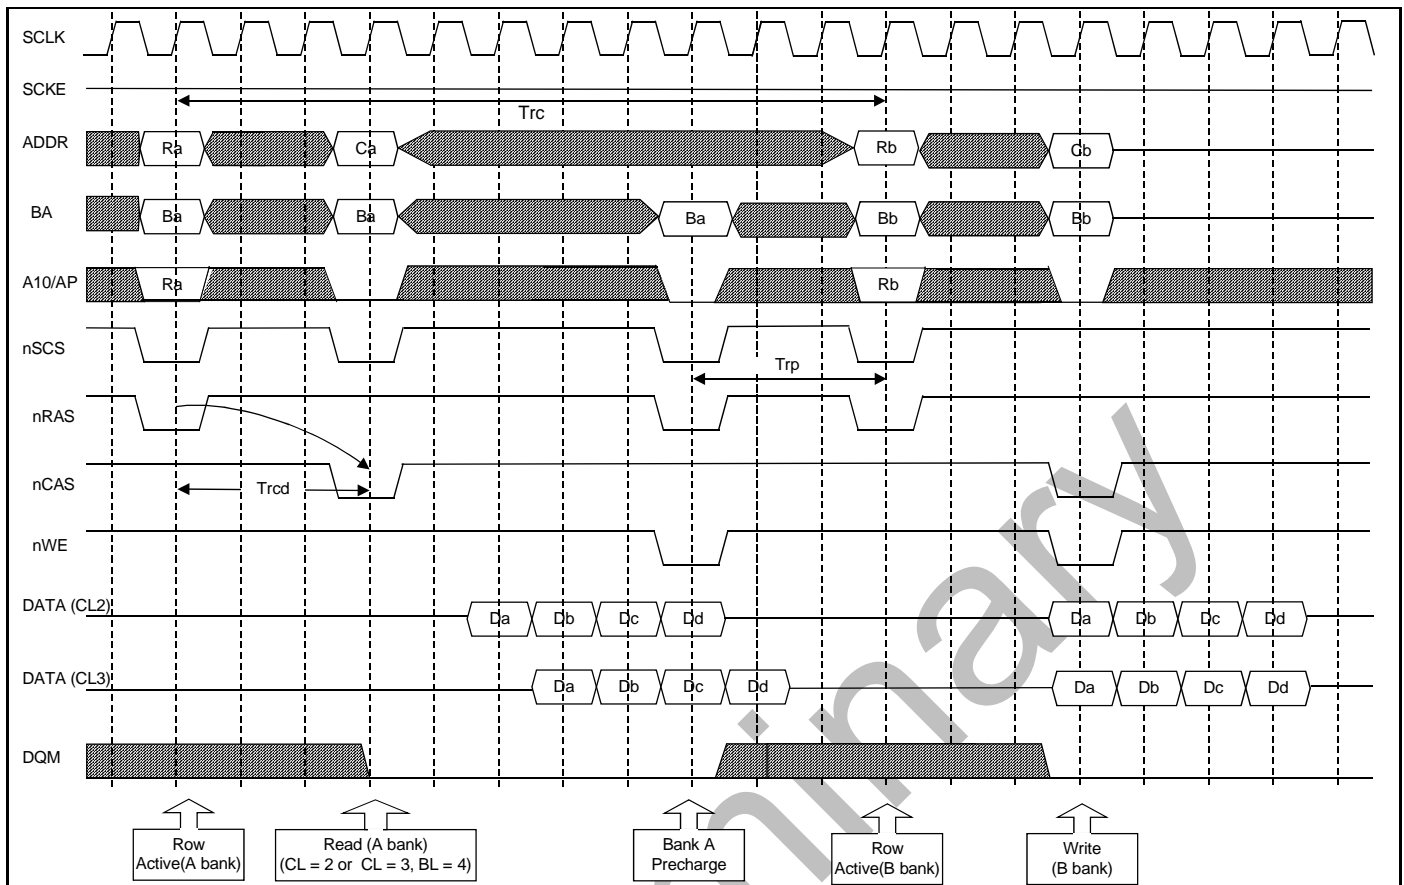 SCLK
SCKE
Trc
ADDR Ra Ca Rb Cb
BA Ba Ba Ba Bb Bb
A10/AP Ra Rb
nSCS
Trp
nRAS
nCAS
Trcd
nWE
DATA (CL2) Da Db Dc Dd Da Db Dc Dd
DATA (CL3) Da Db Dc Dd Da Db Dc Dd
DQM
Row
Active(A bank)
Read (A bank)
(CL = 2 or CL = 3, BL = 4)
Bank A
Precharge
Row
Active(B bank)
Write
(B bank)